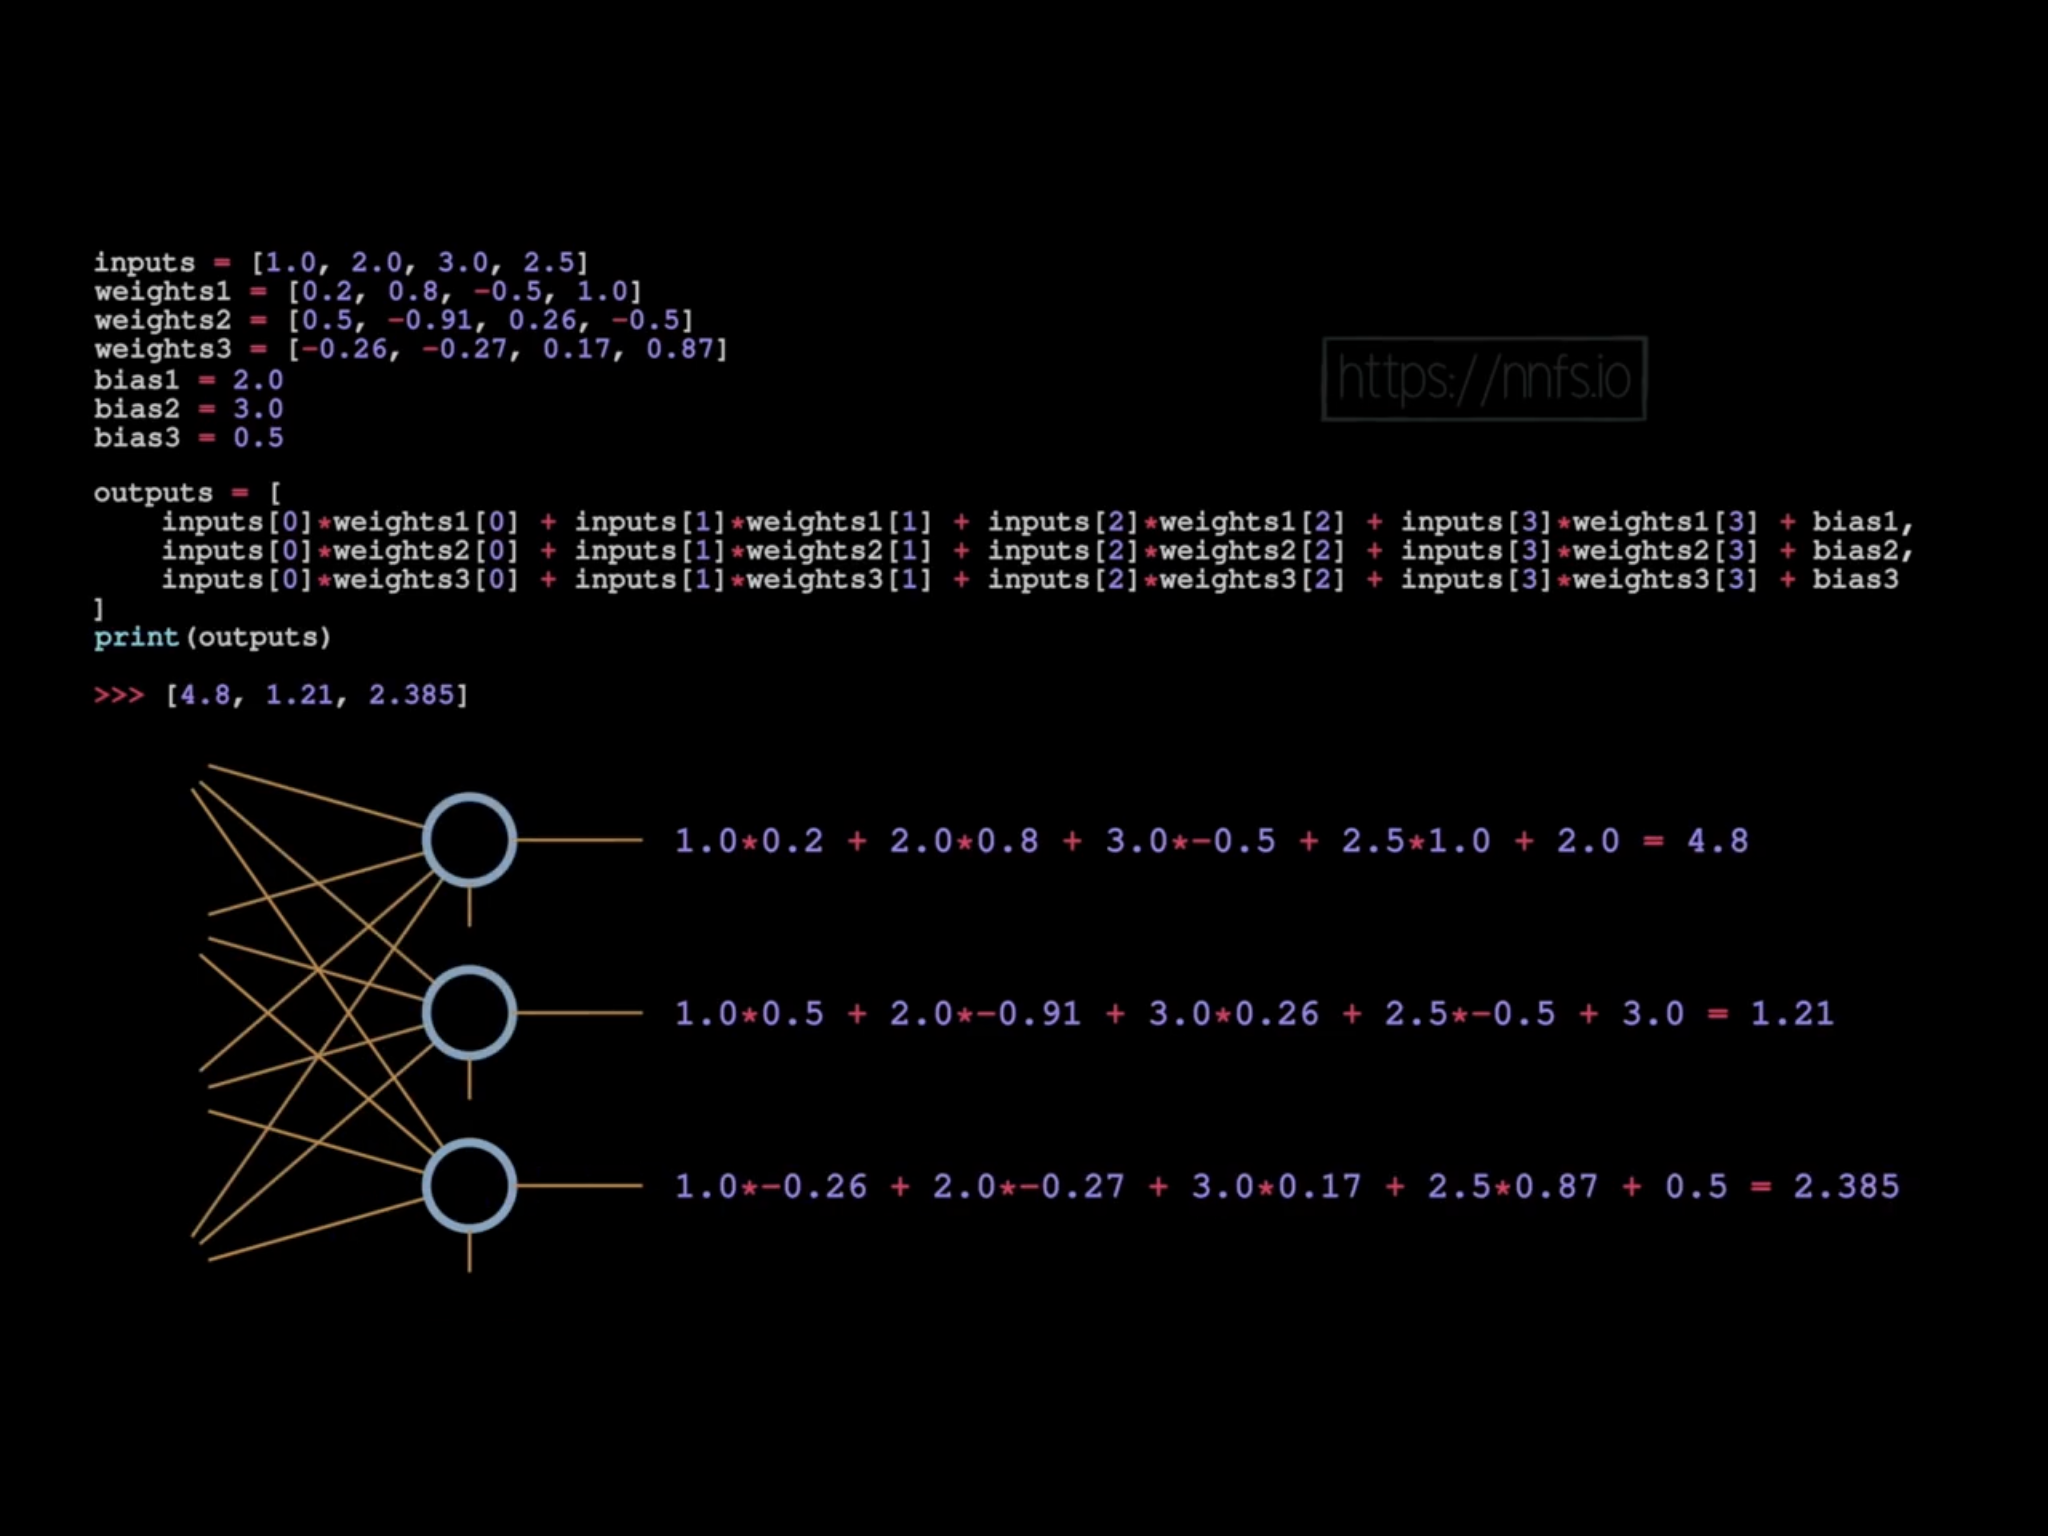 inputs = [1.0, 2.0, 3.0, 2.5]
weights1 = [0.2, 0.8, -0.5, 1.0]
weights2 = [0.5, -0.91, 0.26, -0.5]
weights3 = [-0.26, -0.27, 0.17, 0.87]
bias1 = 2.0
bias2 = 3.0
bias3 = 0.5
https://nnfs.io
outputs = [
    inputs[0]*weights1[0] + inputs[1]*weights1[1] + inputs[2]*weights1[2] + inputs[3]*weights1[3] + bias1,
    inputs[0]*weights2[0] + inputs[1]*weights2[1] + inputs[2]*weights2[2] + inputs[3]*weights2[3] + bias2,
    inputs[0]*weights3[0] + inputs[1]*weights3[1] + inputs[2]*weights3[2] + inputs[3]*weights3[3] + bias3
]
print(outputs)
>>> [4.8, 1.21, 2.385]
1.0*0.2 + 2.0*0.8 + 3.0*-0.5 + 2.5*1.0 + 2.0 = 4.8
1.0*0.5 + 2.0*-0.91 + 3.0*0.26 + 2.5*-0.5 + 3.0 = 1.21
1.0*-0.26 + 2.0*-0.27 + 3.0*0.17 + 2.5*0.87 + 0.5 = 2.385